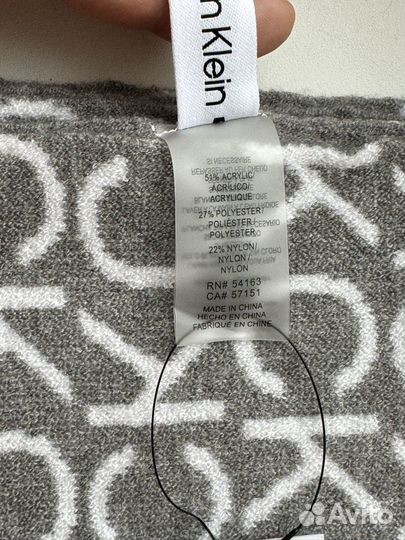 n Klein
51% ACRYLIC/
ACRÍLICO/
ACRYLIQUE
27% POLYESTER/
POLIÉSTER/
POLYESTER
22% NYLON/
NYLON /
NYLON
RN# 54163
CA# 57151
MADE IN CHINA
HECHO EN CHINA
FABRIQUÉ EN CHINE
Avito